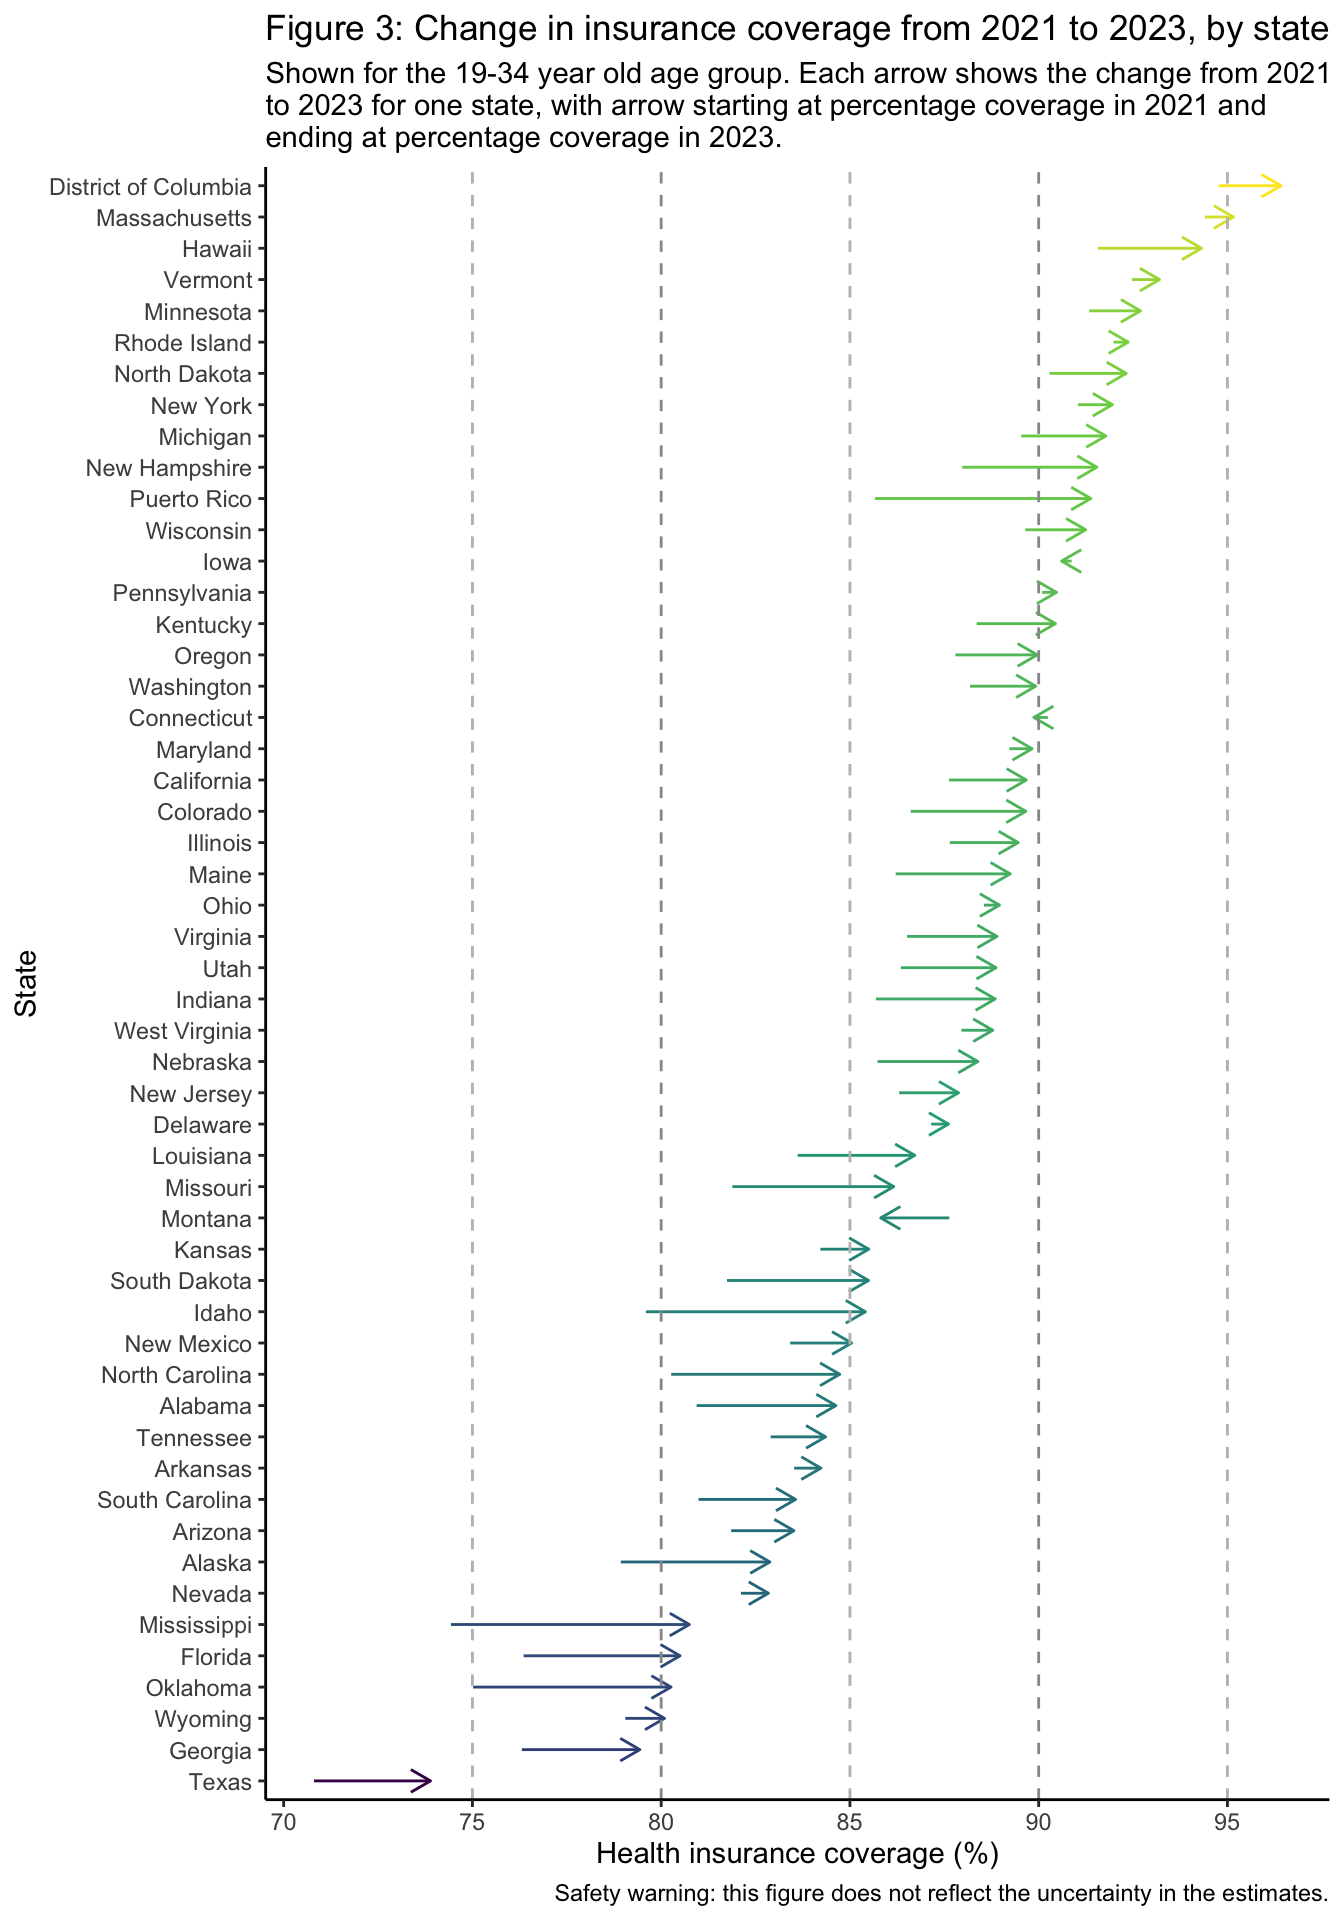 Figure 3: Change in insurance coverage from 2021 to 2023, by state
Shown for the 19-34 year old age group. Each arrow shows the change from 2021
to 2023 for one state, with arrow starting at percentage coverage in 2021 and
ending at percentage coverage in 2023.
District of Columbia
Massachusetts
Hawaii
Vermont
Minnesota
Rhode Island
North Dakota
New York
Michigan
New Hampshire
Puerto Rico
Wisconsin
Iowa
Pennsylvania
Kentucky
Oregon
Washington
Connecticut
Maryland
California
Colorado
Illinois
Maine
Ohio
Virginia
Utah
Indiana
West Virginia
Nebraska
New Jersey
Delaware
Louisiana
Missouri
Montana
Kansas
South Dakota
Idaho
New Mexico
North Carolina
Alabama
Tennessee
Arkansas
South Carolina
Arizona
Alaska
Nevada
Mississippi
Florida
Oklahoma
Wyoming
Georgia
Texas
State
70 75 80 85 90 95
Health insurance coverage (%)
Safety warning: this figure does not reflect the uncertainty in the estimates.